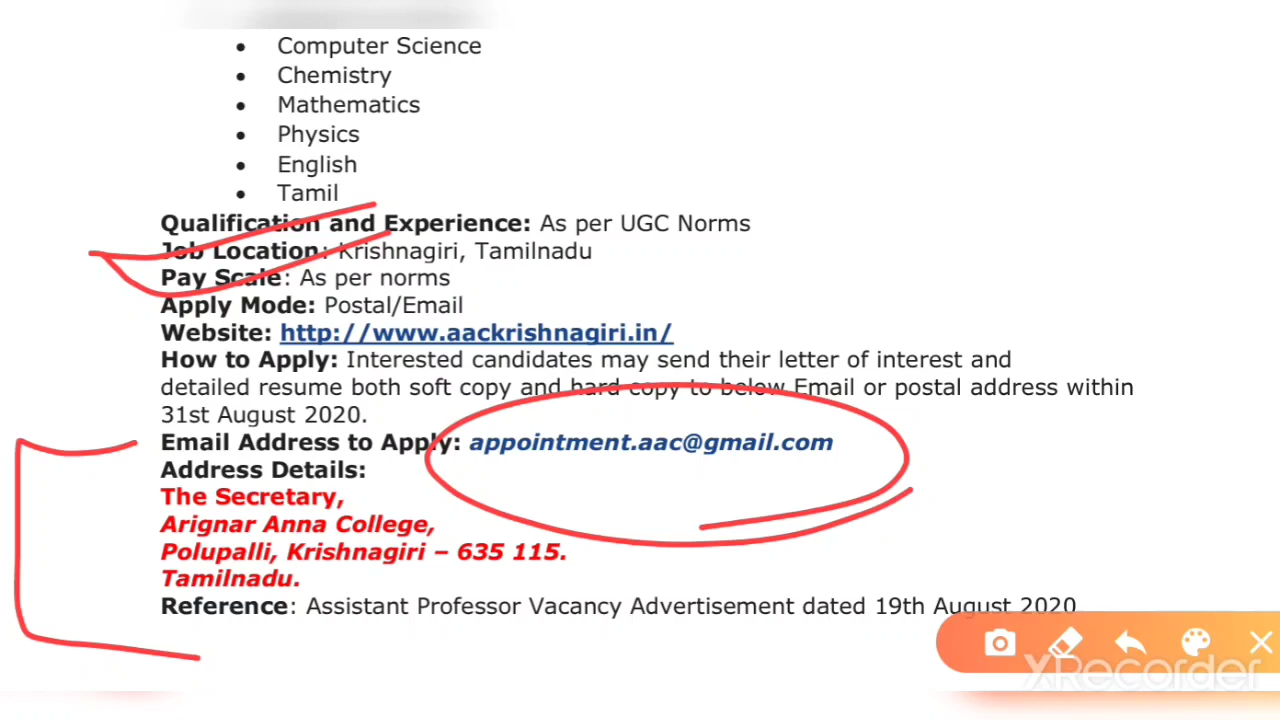 Computer Science
Chemistry
Mathematics
Physics
English
Tamil
Qualification and Experience: As per UGC Norms
Job Location: Krishnagiri, Tamilnadu
Pay Scale: As per norms
Apply Mode: Postal/Email
Website: http://www.aackrishnagiri.in/
How to Apply: Interested candidates may send their letter of interest and
detailed resume both soft copy and hard copy to below Email or postal address within
31st August 2020.
Email Address to Apply: appointment.aac@gmail.com
Address Details:
The Secretary,
Arignar Anna College,
Polupalli, Krishnagiri – 635 115.
Tamilnadu.
Reference: Assistant Professor Vacancy Advertisement dated 19th August 2020
XRecorder